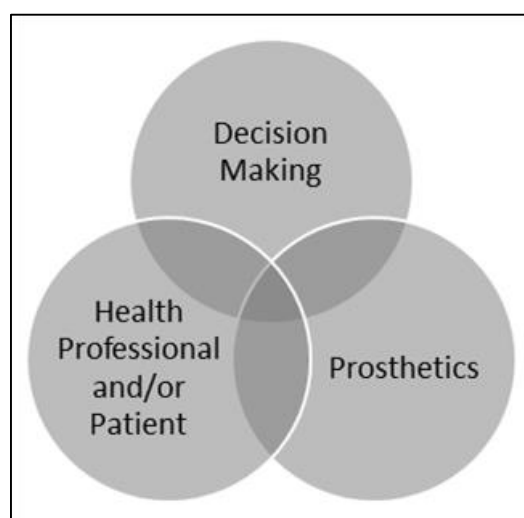 Decision
Making
Health
Professional
and/or
Patient
Prosthetics